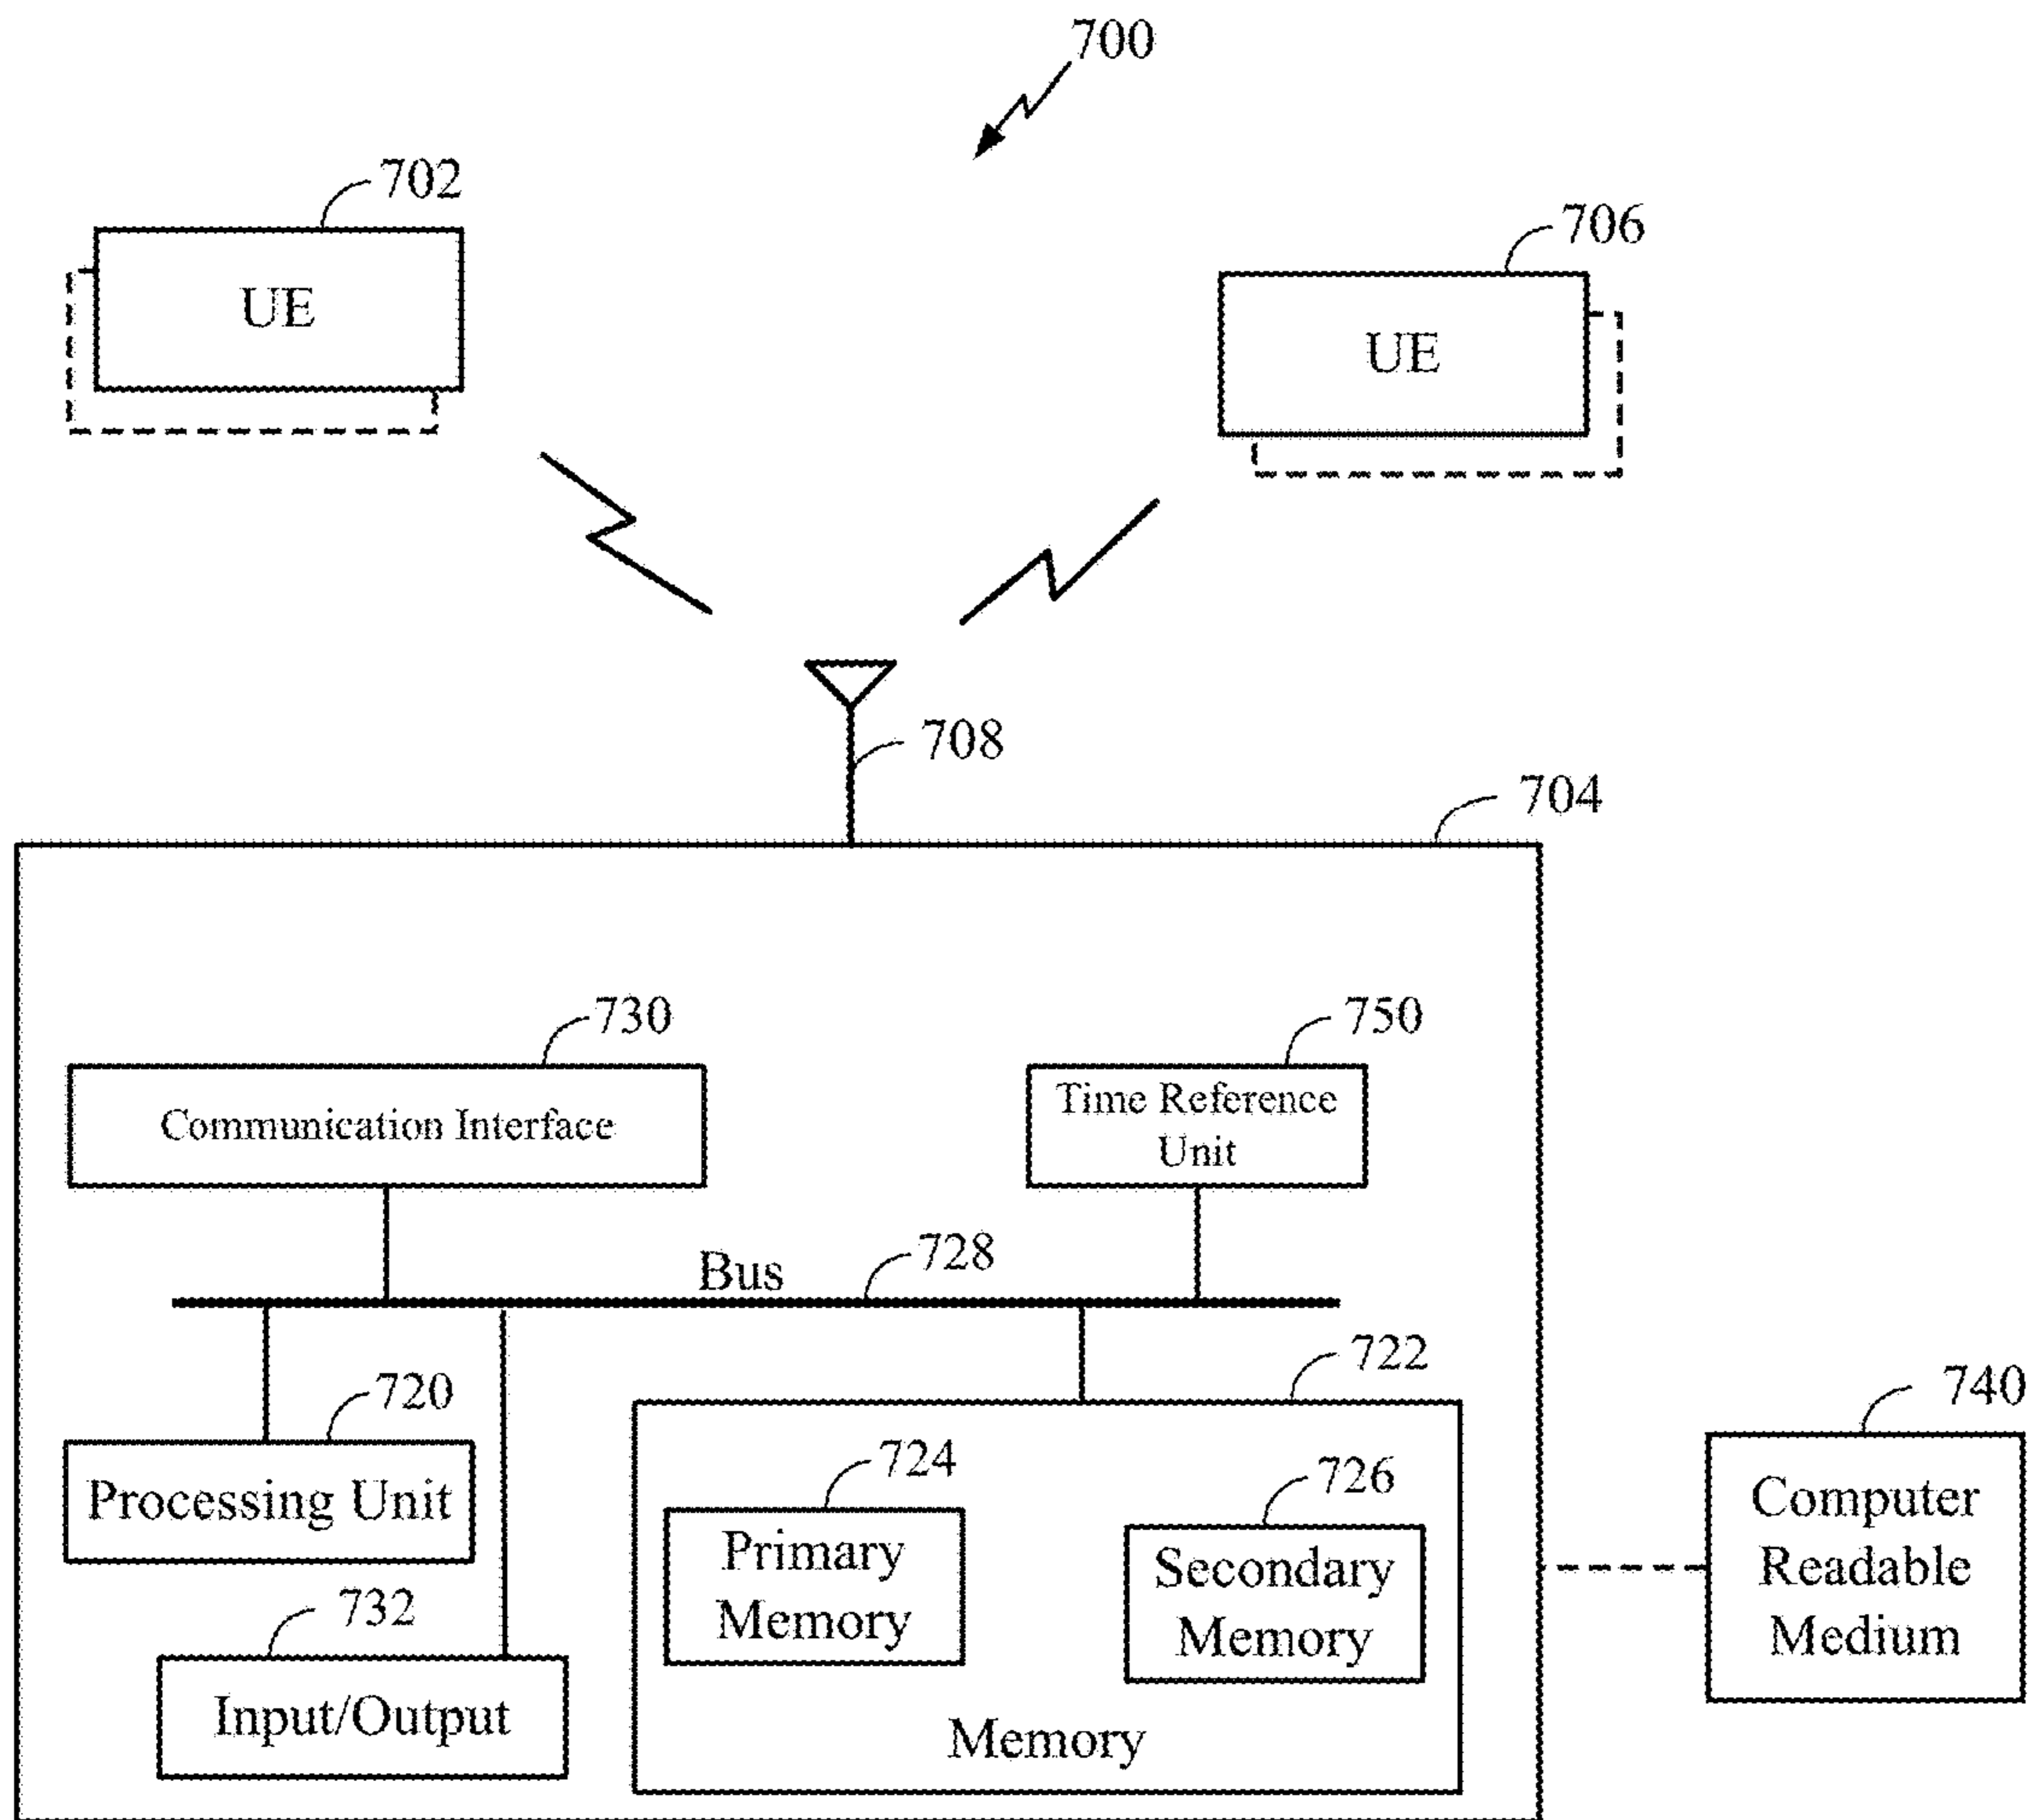 700
702
706
UE
UE
708
704
730
750
Communication Interface
Time Reference
Unit
Bus
728
720
722
740
Processing Unit
724
726
Primary
Memory
Secondary
Memory
Computer
Readable
Medium
732
Input/Output
Memory